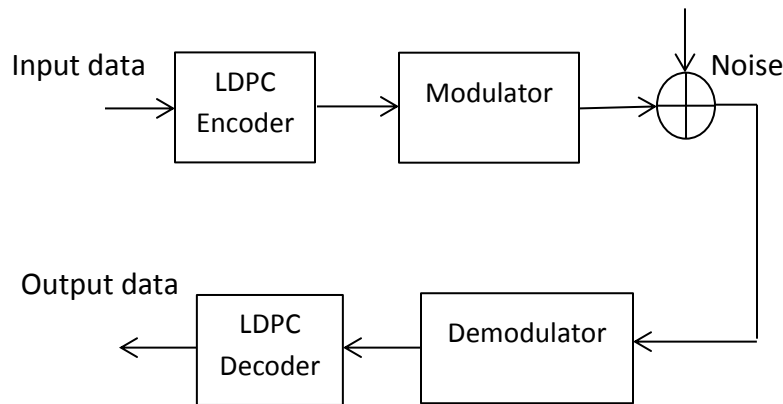 Input data
LDPC
Encoder
Modulator
Noise
Output data
LDPC
Decoder
Demodulator